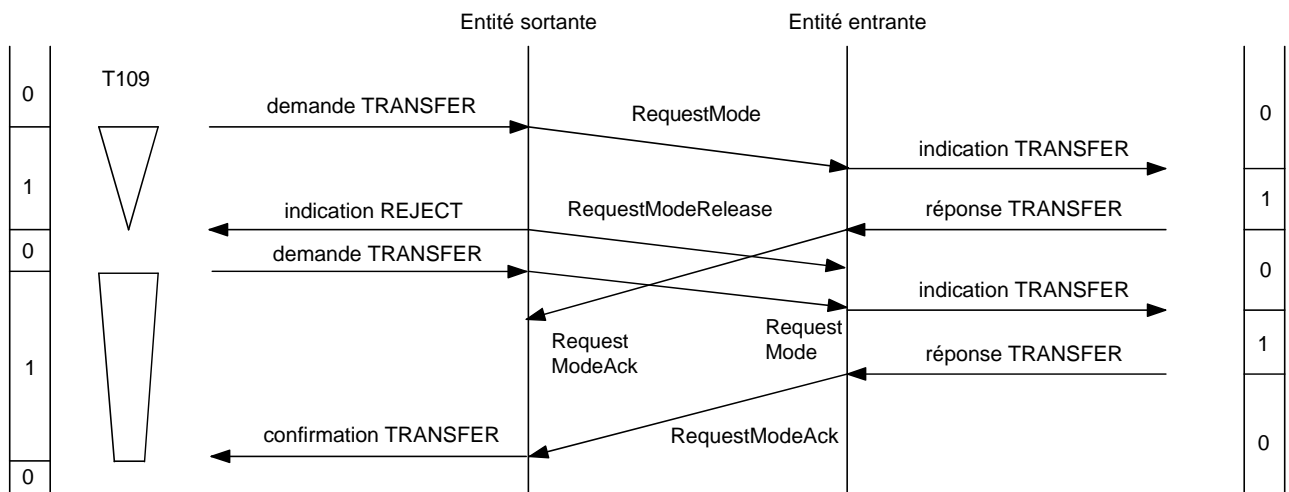 Entité sortante
Entité entrante
T109
0
demande TRANSFER
RequestMode
0
indication TRANSFER
1
indication REJECT
RequestModeRelease
réponse TRANSFER
1
0
demande TRANSFER
0
indication TRANSFER
Request
ModeAck
Request
Mode
1
réponse TRANSFER
1
confirmation TRANSFER
RequestModeAck
0
0